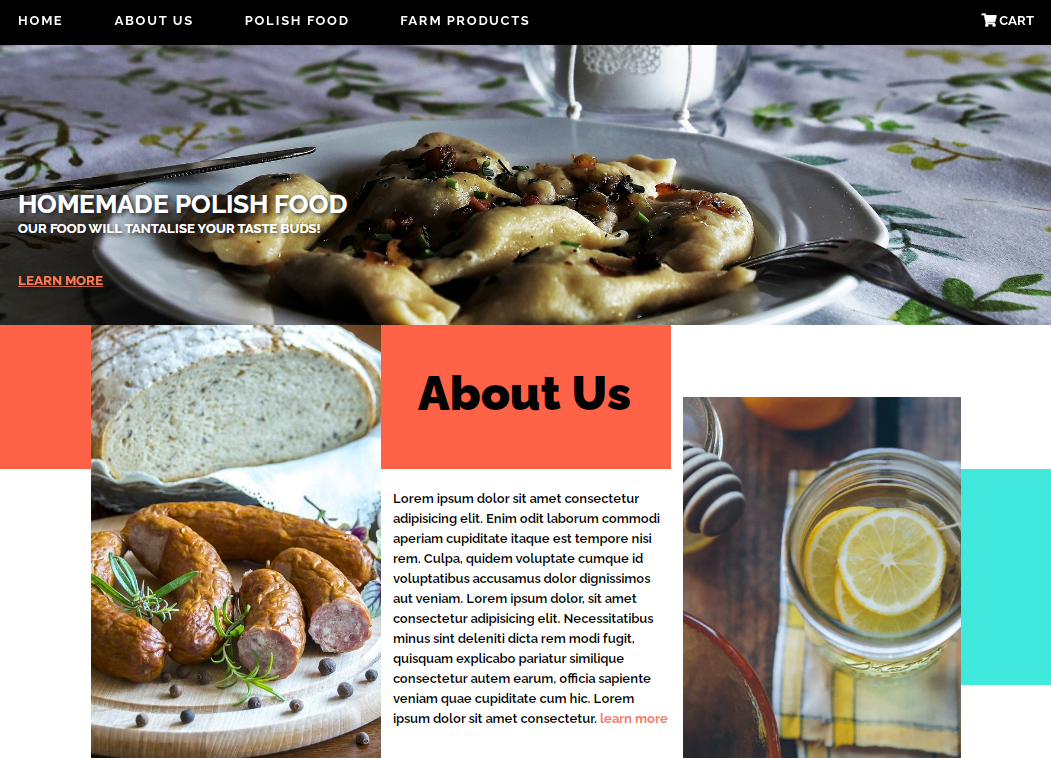 HOME ABOUT US POLISH FOOD FARM PRODUCTS CART
HOMEMADE POLISH FOOD
OUR FOOD WILL TANTALISE YOUR TASTE BUDS!
LEARN MORE
About Us
Lorem ipsum dolor sit amet consectetur
adipisicing elit. Enim odit laborum commodi
aperiam cupiditate itaque est tempore nisi
rem. Culpa, quidem voluptate cumque id
voluptatibus accusamus dolor dignissimos
aut veniam. Lorem ipsum dolor, sit amet
consectetur adipisicing elit. Necessitatibus
minus sint deleniti dicta rem modi fugit,
quisquam explicabo pariatur similique
consectetur autem earum, officia sapiente
veniam quae cupiditate cum hic. Lorem
ipsum dolor sit amet consectetur. learn more